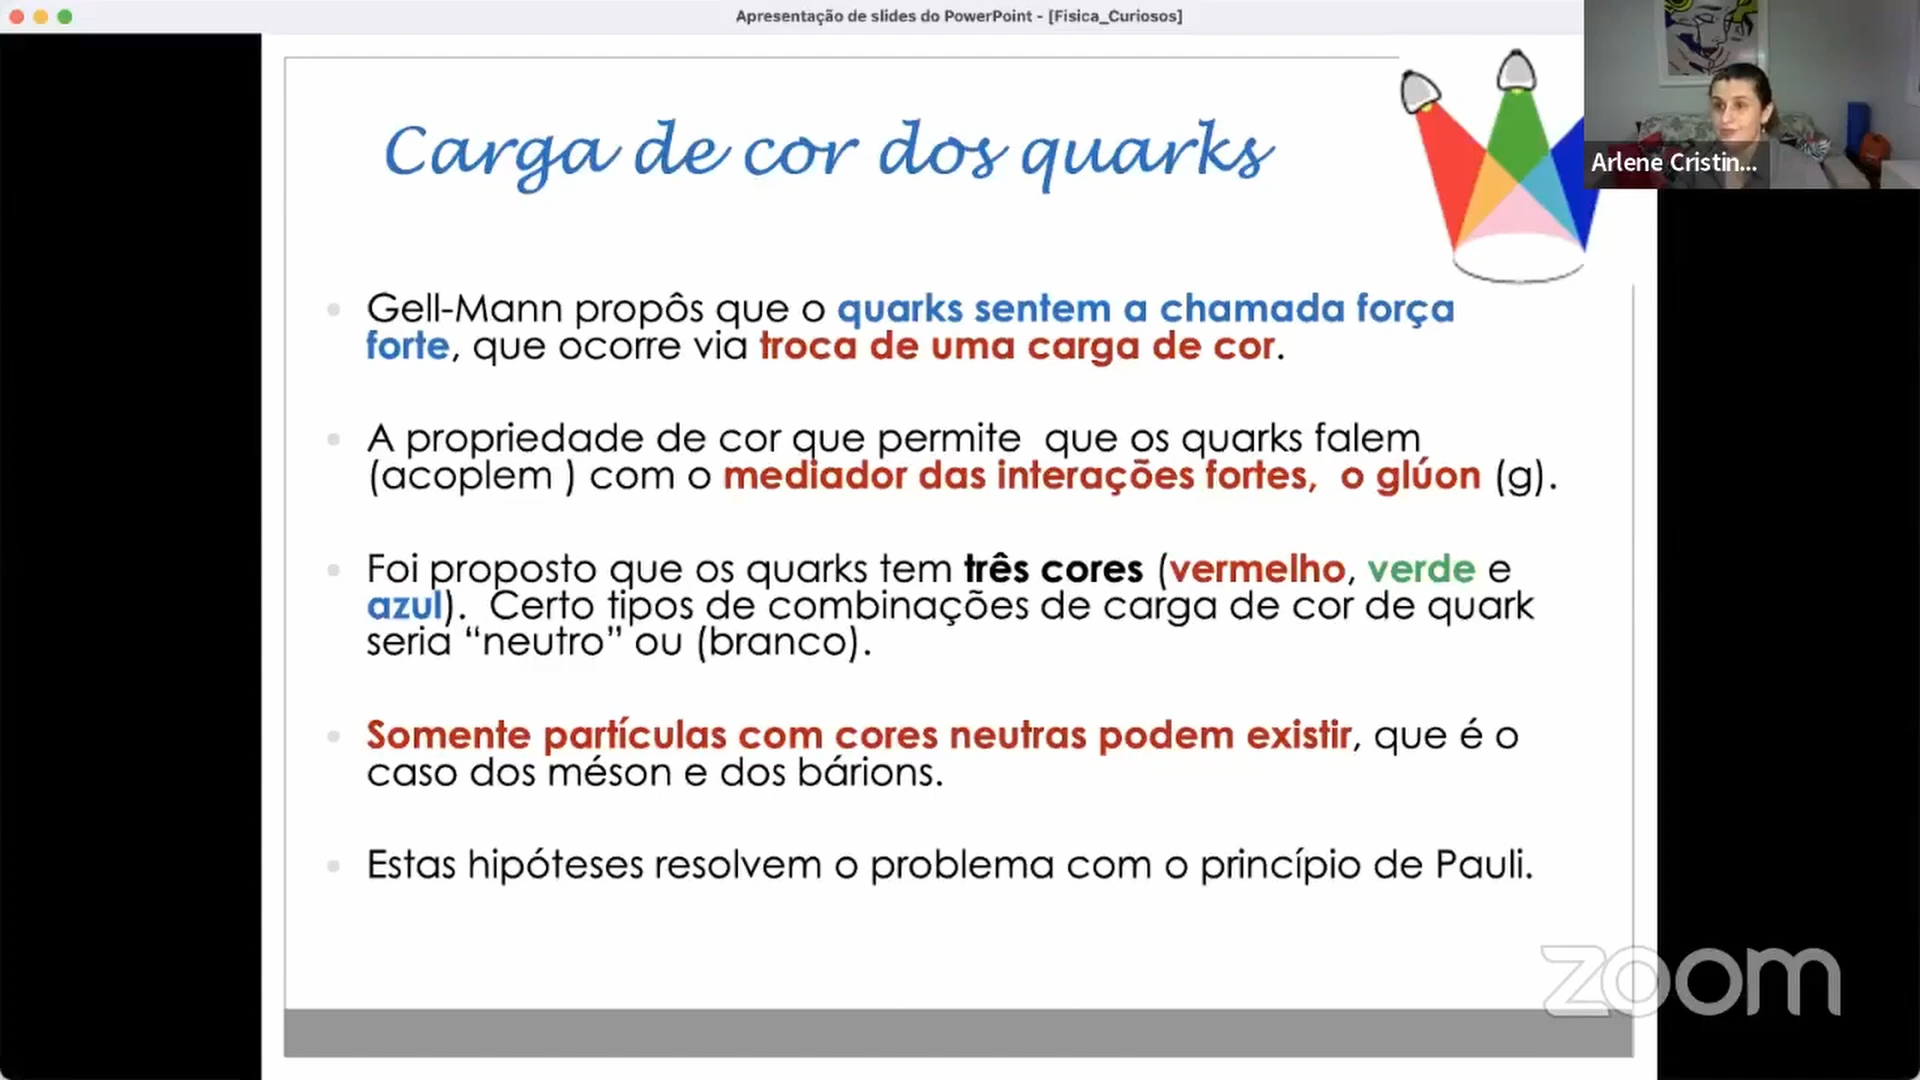 Apresentação de slides do PowerPoint - [Fisica_Curiosos]
Arlene Cristin...
Carga de cor dos quarks
Gell-Mann propôs que o quarks sentem a chamada força
forte, que ocorre via troca de uma carga de cor.
A propriedade de cor que permite que os quarks falem
(acoplem ) com o mediador das interações fortes, o glúon (g).
Foi proposto que os quarks tem três cores (vermelho, verde e
azul). Certo tipos de combinações de carga de cor de quark
seria “neutro” ou (branco).
Somente partículas com cores neutras podem existir, que é o
caso dos méson e dos bárions.
Estas hipóteses resolvem o problema com o princípio de Pauli.
zoom